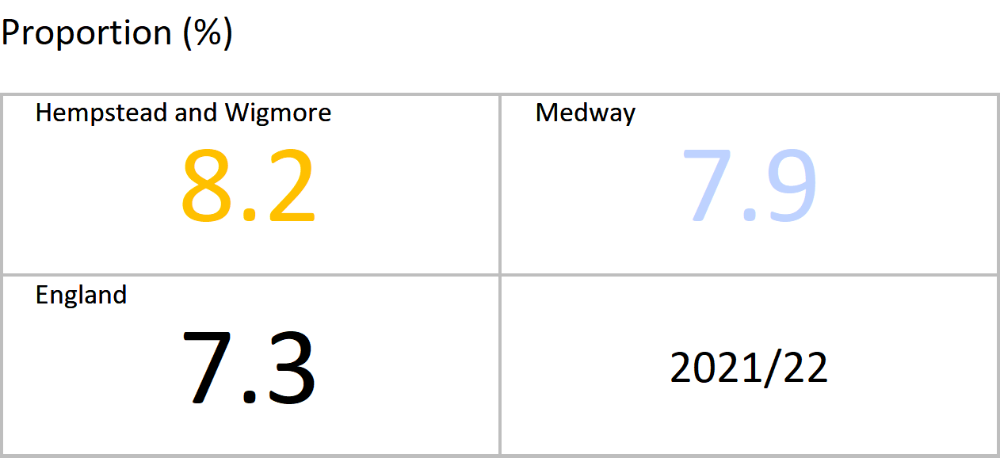 Proportion (%)
Hempstead and Wigmore
8.2
Medway
7.9
England
7.3
2021/22